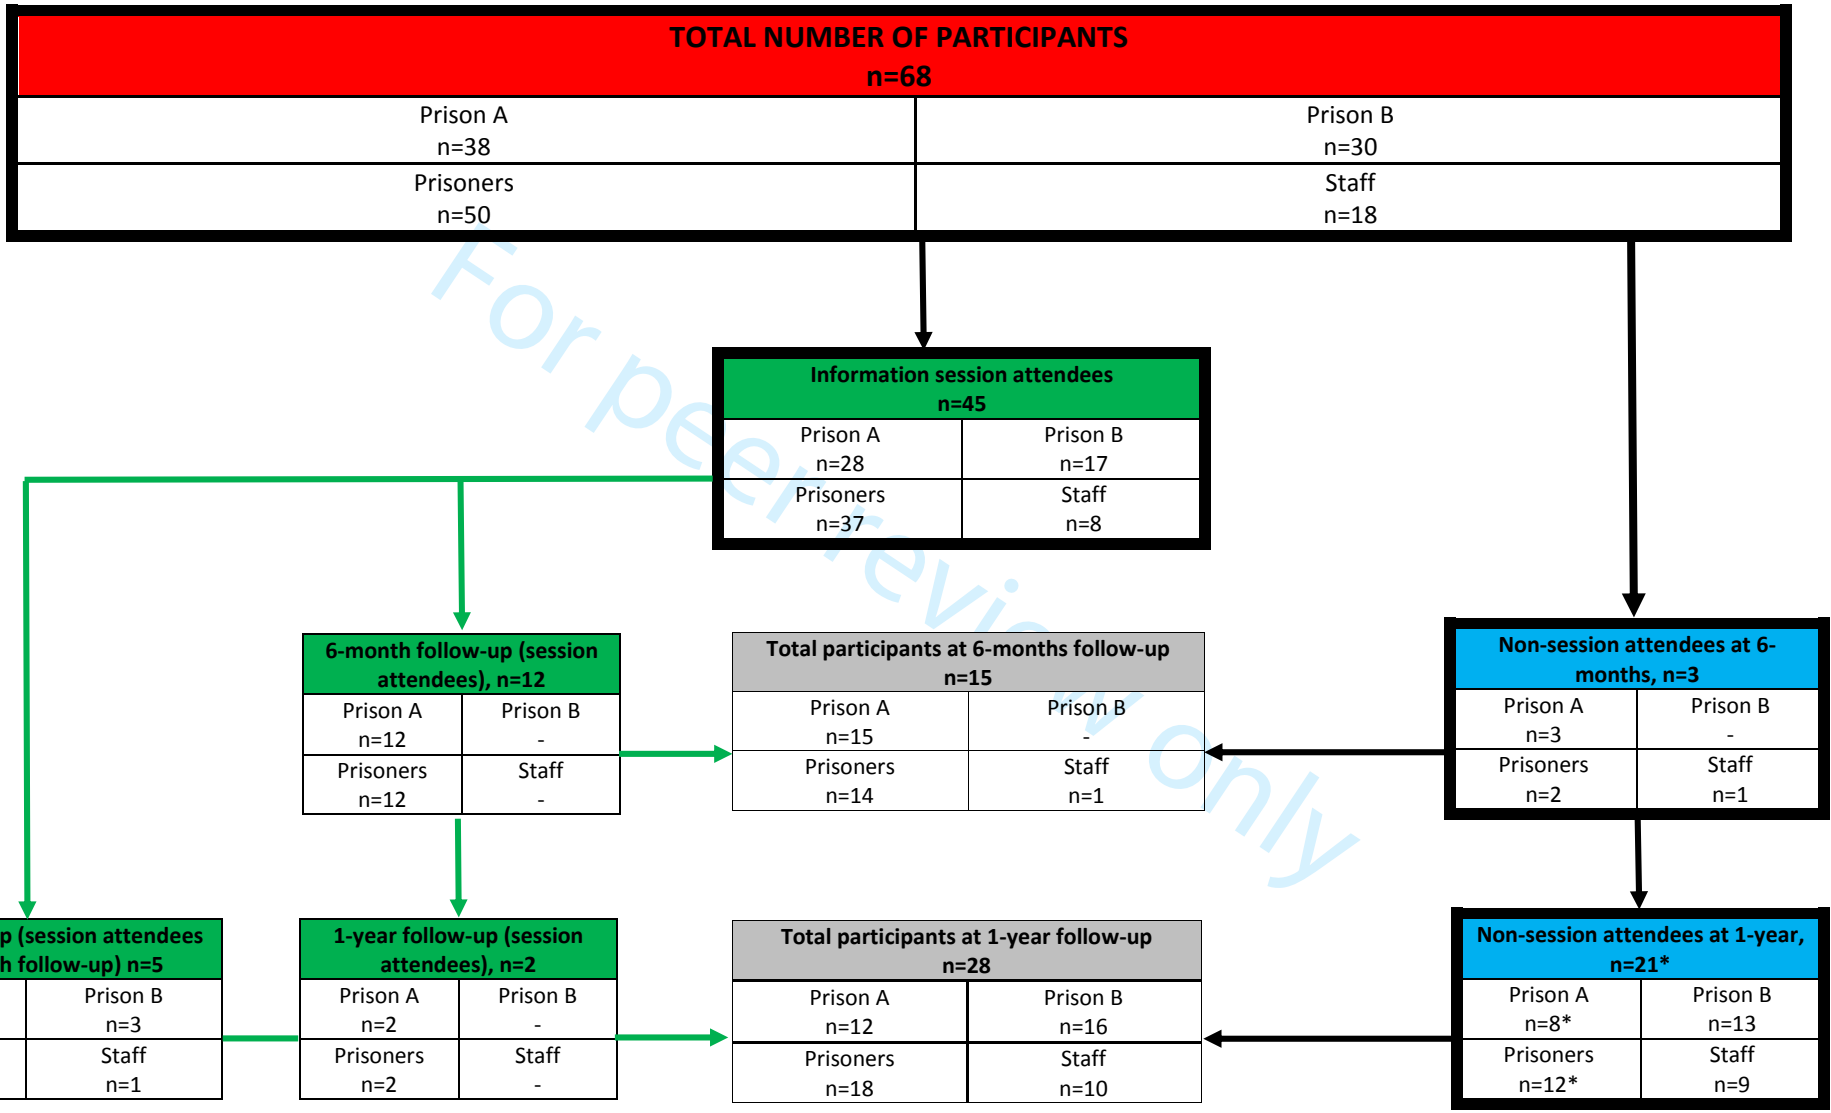 TOTAL NUMBER OF PARTICIPANTS
n=68
Prison A
n=38
Prison B
n=30
Prisoners
n=50
Staff
n=18
For peer review only
Information session attendees
n=45
Prison A
n=28
Prison B
n=17
Prisoners
n=37
Staff
n=8
6-month follow-up (session
attendees), n=12
Prison A
n=12
Prison B
-
Prisoners
n=12
Staff
-
Total participants at 6-months follow-up
n=15
Prison A
n=15
Prison B
-
Prisoners
n=14
Staff
n=1
Non-session attendees at 6-
months, n=3
Prison A
n=3
Prison B
-
Prisoners
n=2
Staff
n=1
p (session attendees
h follow-up) n=5
Prison B
n=3
Staff
n=1
1-year follow-up (session
attendees), n=2
Prison A
n=2
Prison B
-
Prisoners
n=2
Staff
-
Total participants at 1-year follow-up
n=28
Prison A
n=12
Prison B
n=16
Prisoners
n=18
Staff
n=10
Non-session attendees at 1-year,
n=21*
Prison A
n=8*
Prison B
n=13
Prisoners
n=12*
Staff
n=9